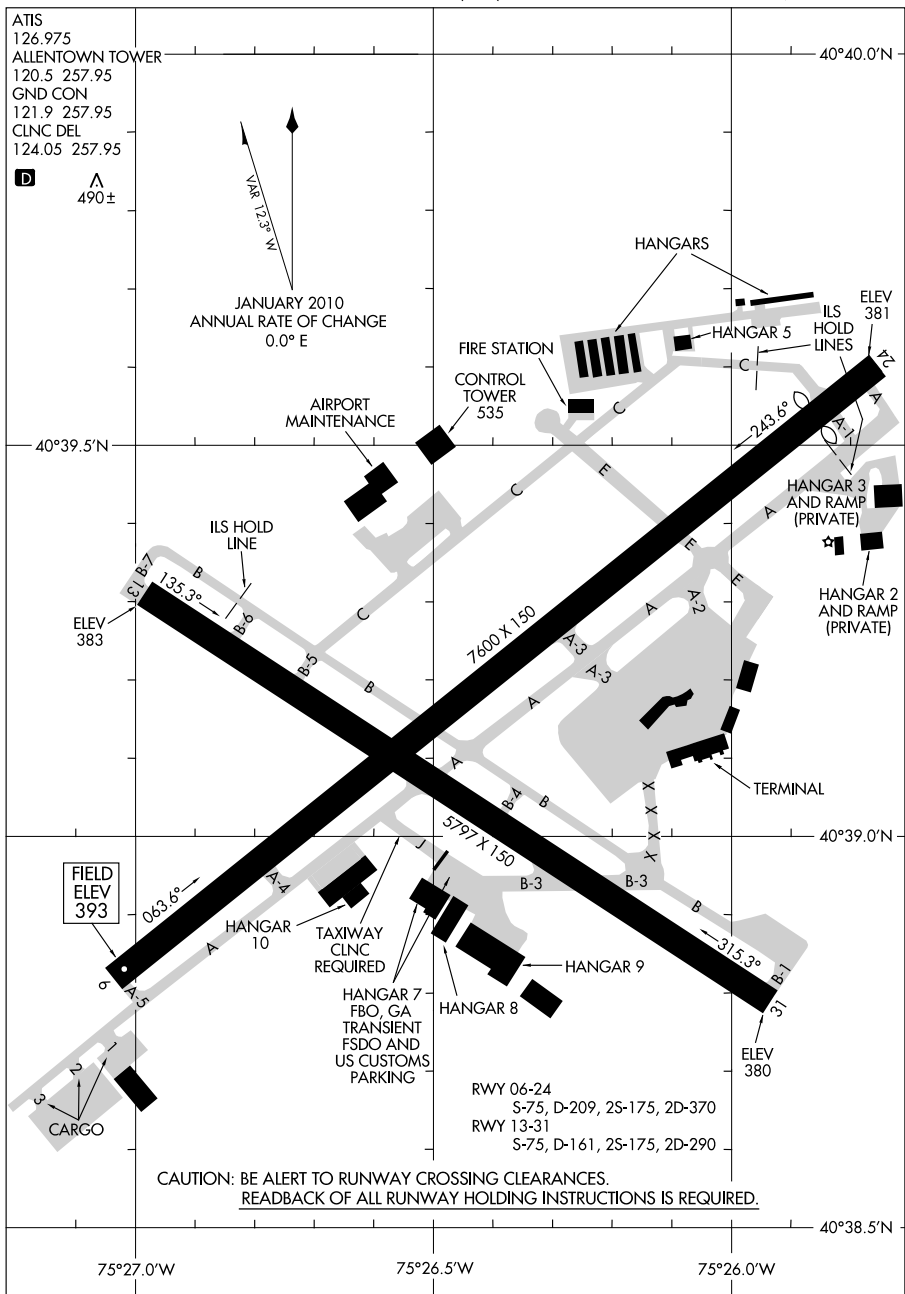 ATIS
126.975
ALLENTOWN TOWER
120.5 257.95
GND CON
121.9 257.95
CLNC DEL
124.05 257.95
D
490±
VAR 12.3° W
JANUARY 2010
ANNUAL RATE OF CHANGE
0.0° E
40°40.0'N
HANGARS
ELEV
381
ILS
HOLD
LINES
HANGAR 5
FIRE STATION
CONTROL
TOWER
535
AIRPORT
MAINTENANCE
C
C
24
A
A-1
243.6°
40°39.5'N
E
C
A
HANGAR 3
AND RAMP
(PRIVATE)
ILS HOLD
LINE
B-7
B
13
135.3°
E
E
HANGAR 2
AND RAMP
(PRIVATE)
ELEV
383
B-6
C
A
A-2
7600 X 150
B-5
B
A-3
A-3
A
A
TERMINAL
B-4
B
5797 X 150
X
X
X
X
X
40°39.0'N
FIELD
ELEV
393
063.6°
A-4
J
B-3
B-3
B
HANGAR
10
TAXIWAY
CLNC
REQUIRED
A
315.3°
HANGAR 9
6
A-5
B-1
31
HANGAR 7
FBO, GA
TRANSIENT
FSDO AND
US CUSTOMS
PARKING
HANGAR 8
ELEV
380
1
2
3
CARGO
RWY 06-24
S-75, D-209, 2S-175, 2D-370
RWY 13-31
S-75, D-161, 2S-175, 2D-290
CAUTION: BE ALERT TO RUNWAY CROSSING CLEARANCES.
READBACK OF ALL RUNWAY HOLDING INSTRUCTIONS IS REQUIRED.
40°38.5'N
75°27.0'W
75°26.5'W
75°26.0'W